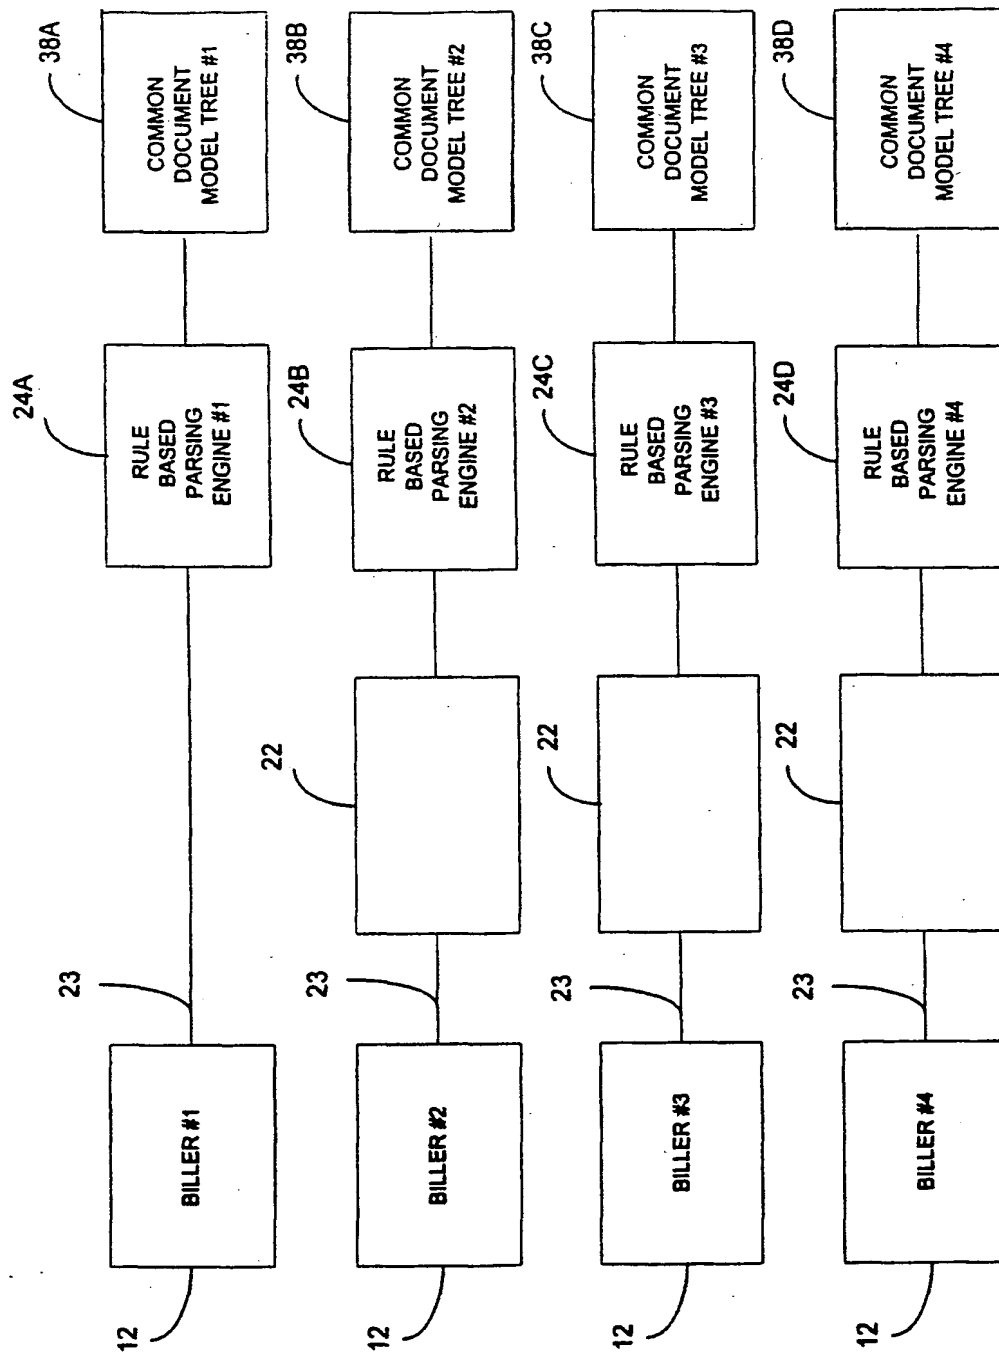 12
BILLER #1
23
24A
RULE
BASED
PARSING
ENGINE #1
38A
COMMON
DOCUMENT
MODEL TREE #1
12
BILLER #2
23
22
24B
RULE
BASED
PARSING
ENGINE #2
38B
COMMON
DOCUMENT
MODEL TREE #2
12
BILLER #3
23
22
24C
RULE
BASED
PARSING
ENGINE #3
38C
COMMON
DOCUMENT
MODEL TREE #3
12
BILLER #4
23
22
24D
RULE
BASED
PARSING
ENGINE #4
38D
COMMON
DOCUMENT
MODEL TREE #4